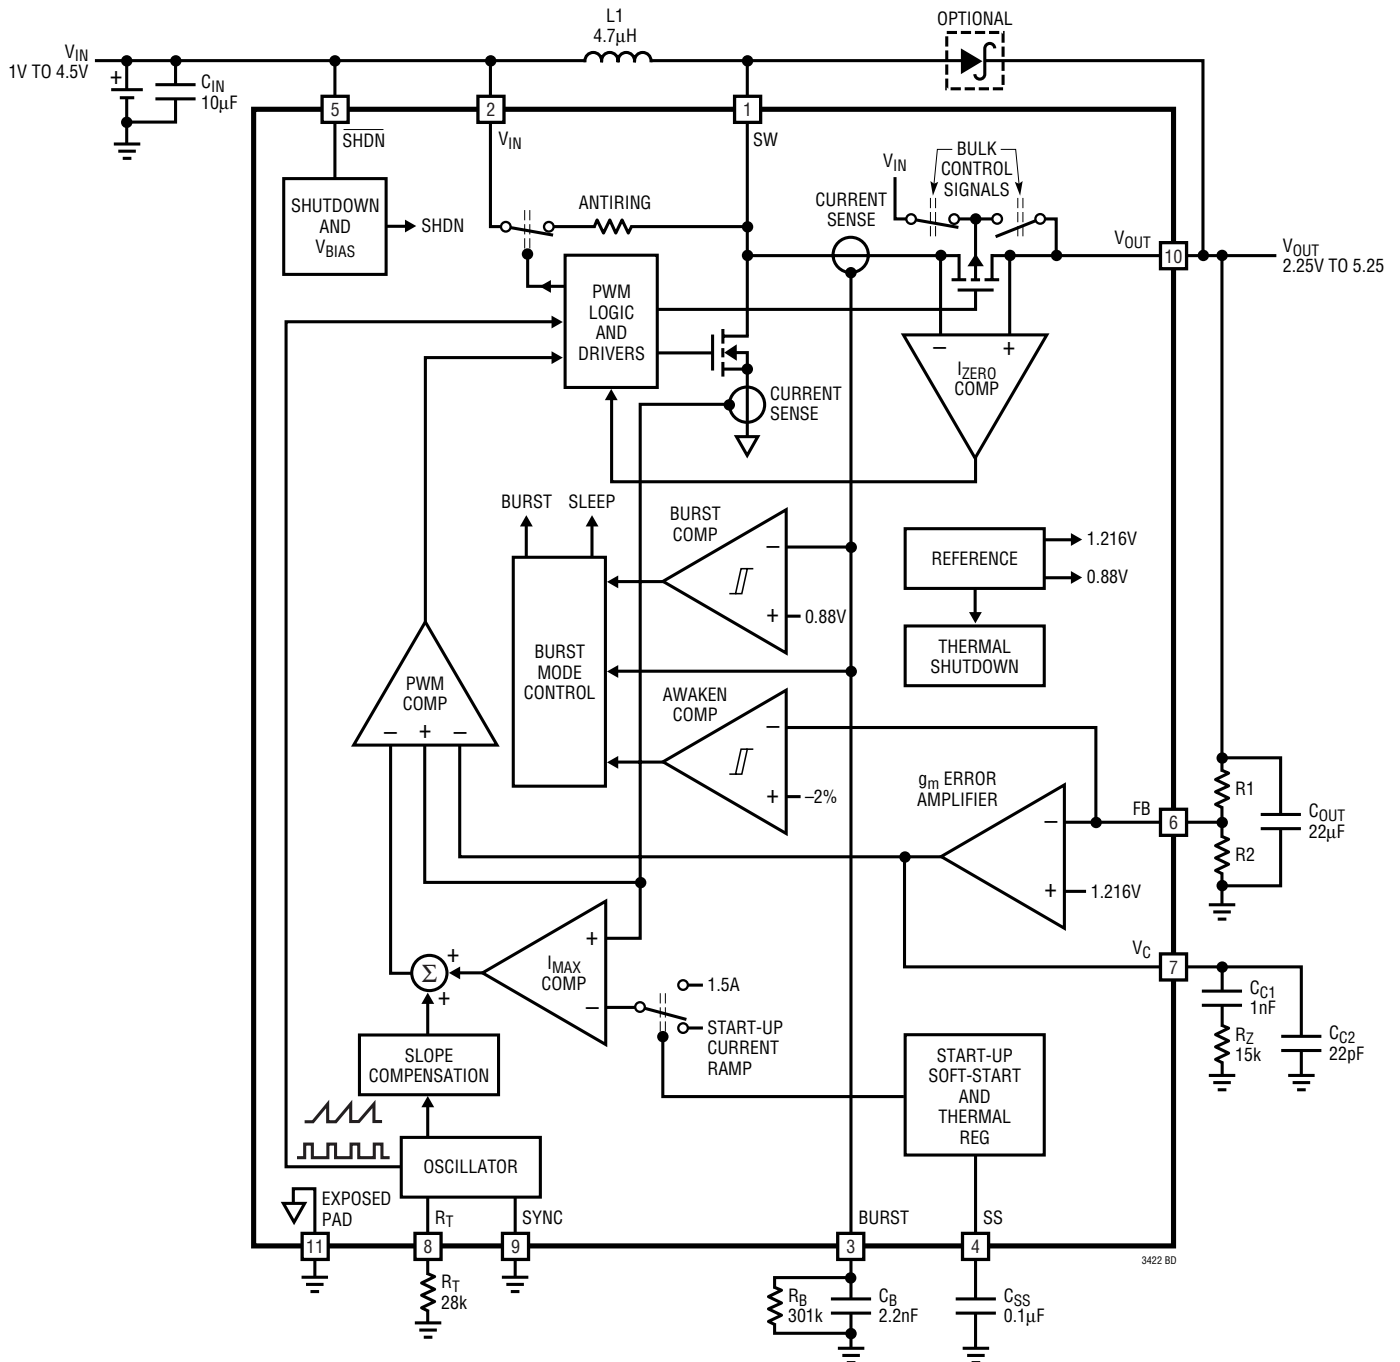 OPTIONAL
L1
4.7µH
VIN
1V TO 4.5V
+
CIN
10µF
5
2
1
SHDN
VIN
SW
SHUTDOWN
AND
VBIAS
SHDN
ANTIRING
VIN
BULK
CONTROL
SIGNALS
CURRENT
SENSE
VOUT
10
VOUT
2.25V TO 5.25
PWM
LOGIC
AND
DRIVERS
– +
IZERO
COMP
CURRENT
SENSE
BURST SLEEP
BURST
COMP
–
+ 0.88V
REFERENCE
1.216V
0.88V
THERMAL
SHUTDOWN
BURST
MODE
CONTROL
PWM
COMP
– + –
AWAKEN
COMP
–
+ –2%
gm ERROR
AMPLIFIER
–
+ 1.216V
FB
6
R1
R2
COUT
22µF
VC
7
CC1
1nF
RZ
15k
CC2
22pF
IMAX
COMP
+
–
Σ
+
+
1.5A
START-UP
CURRENT
RAMP
SLOPE
COMPENSATION
START-UP
SOFT-START
AND
THERMAL
REG
OSCILLATOR
EXPOSED
PAD
RT
SYNC
BURST
SS
11
8
9
3
4
3422 BD
RT
28k
RB
301k
CB
2.2nF
CSS
0.1µF